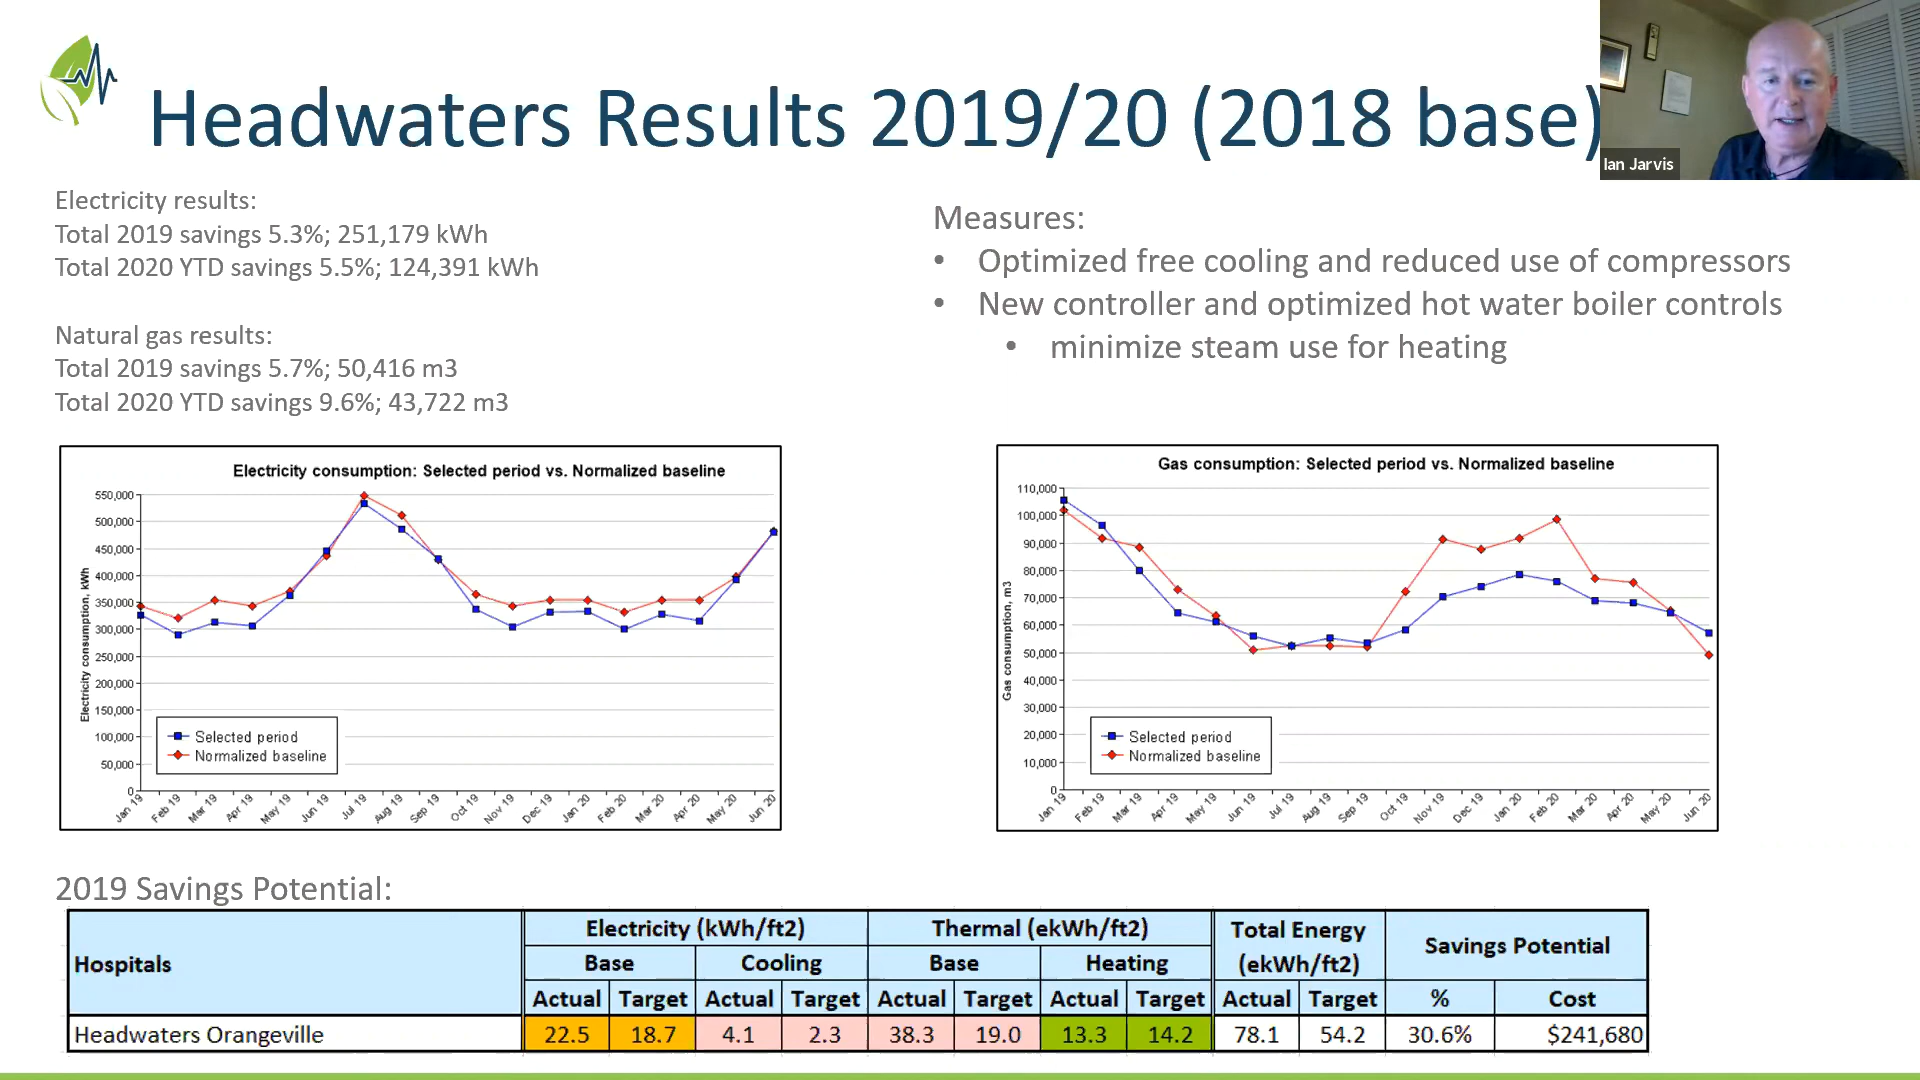 Headwaters Results 2019/20 (2018 base)
Ian Jarvis
Electricity results:
Total 2019 savings 5.3%; 251,179 kWh
Total 2020 YTD savings 5.5%; 124,391 kWh
Natural gas results:
Total 2019 savings 5.7%; 50,416 m3
Total 2020 YTD savings 9.6%; 43,722 m3
Measures:
• Optimized free cooling and reduced use of compressors
• New controller and optimized hot water boiler controls
• minimize steam use for heating
Electricity consumption: Selected period vs. Normalized baseline
Electricity consumption, kWh
550,000
500,000
450,000
400,000
350,000
300,000
250,000
200,000
150,000
100,000
50,000
0
Selected period
Normalized baseline
Jan 19 Feb 19 Mar 19 Apr 19 May 19 Jun 19 Jul 19 Aug 19 Sep 19 Oct 19 Nov 19 Dec 19 Jan 20 Feb 20 Mar 20 Apr 20 May 20 Jun 20
Gas consumption: Selected period vs. Normalized baseline
Gas consumption, m3
110,000
100,000
90,000
80,000
70,000
60,000
50,000
40,000
30,000
20,000
10,000
0
Selected period
Normalized baseline
Jan 19 Feb 19 Mar 19 Apr 19 May 19 Jun 19 Jul 19 Aug 19 Sep 19 Oct 19 Nov 19 Dec 19 Jan 20 Feb 20 Mar 20 Apr 20 May 20 Jun 20
2019 Savings Potential:
Hospitals Electricity (kWh/ft2) Thermal (ekWh/ft2) Total Energy (ekWh/ft2) Savings Potential
Base Cooling Base Heating
Actual Target Actual Target Actual Target Actual Target Actual Target % Cost
Headwaters Orangeville 22.5 18.7 4.1 2.3 38.3 19.0 13.3 14.2 78.1 54.2 30.6% $241,680